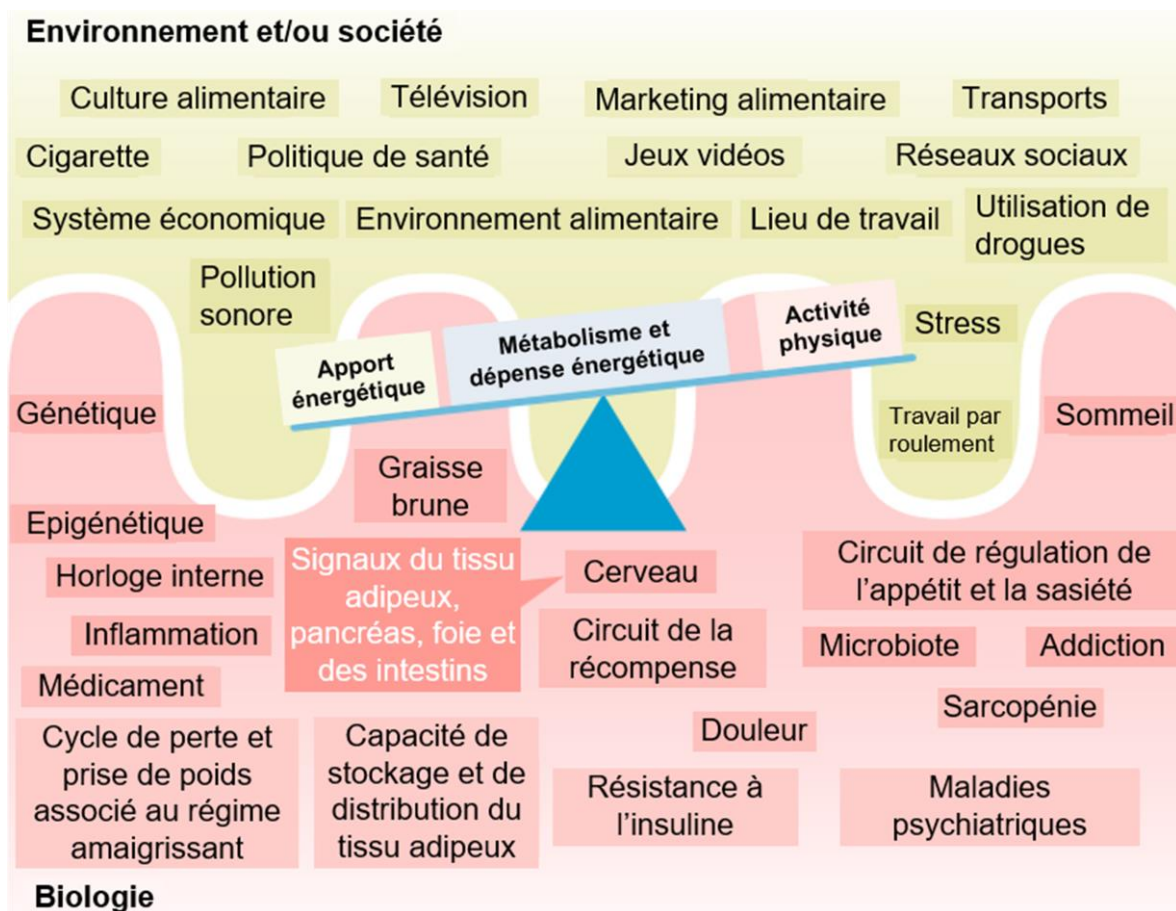 Environnement et/ou société
Culture alimentaire
Télévision
Marketing alimentaire
Transports
Cigarette
Politique de santé
Jeux vidéos
Réseaux sociaux
Système économique
Environnement alimentaire
Lieu de travail
Utilisation de
drogues
Pollution
sonore
Apport
énergétique
Métabolisme et
dépense énergétique
Activité
physique
Stress
Génétique
Travail par
roulement
Sommeil
Graisse
brune
Epigénétique
Horloge interne
Signaux du tissu
adipeux,
pancréas, foie et
des intestins
Cerveau
Circuit de régulation de
l’appétit et la sasiété
Inflammation
Circuit de la
récompense
Microbiote
Addiction
Médicament
Sarcopénie
Cycle de perte et
prise de poids
associé au régime
amaigrissant
Capacité de
stockage et de
distribution du
tissu adipeux
Douleur
Résistance à
l’insuline
Maladies
psychiatriques
Biologie